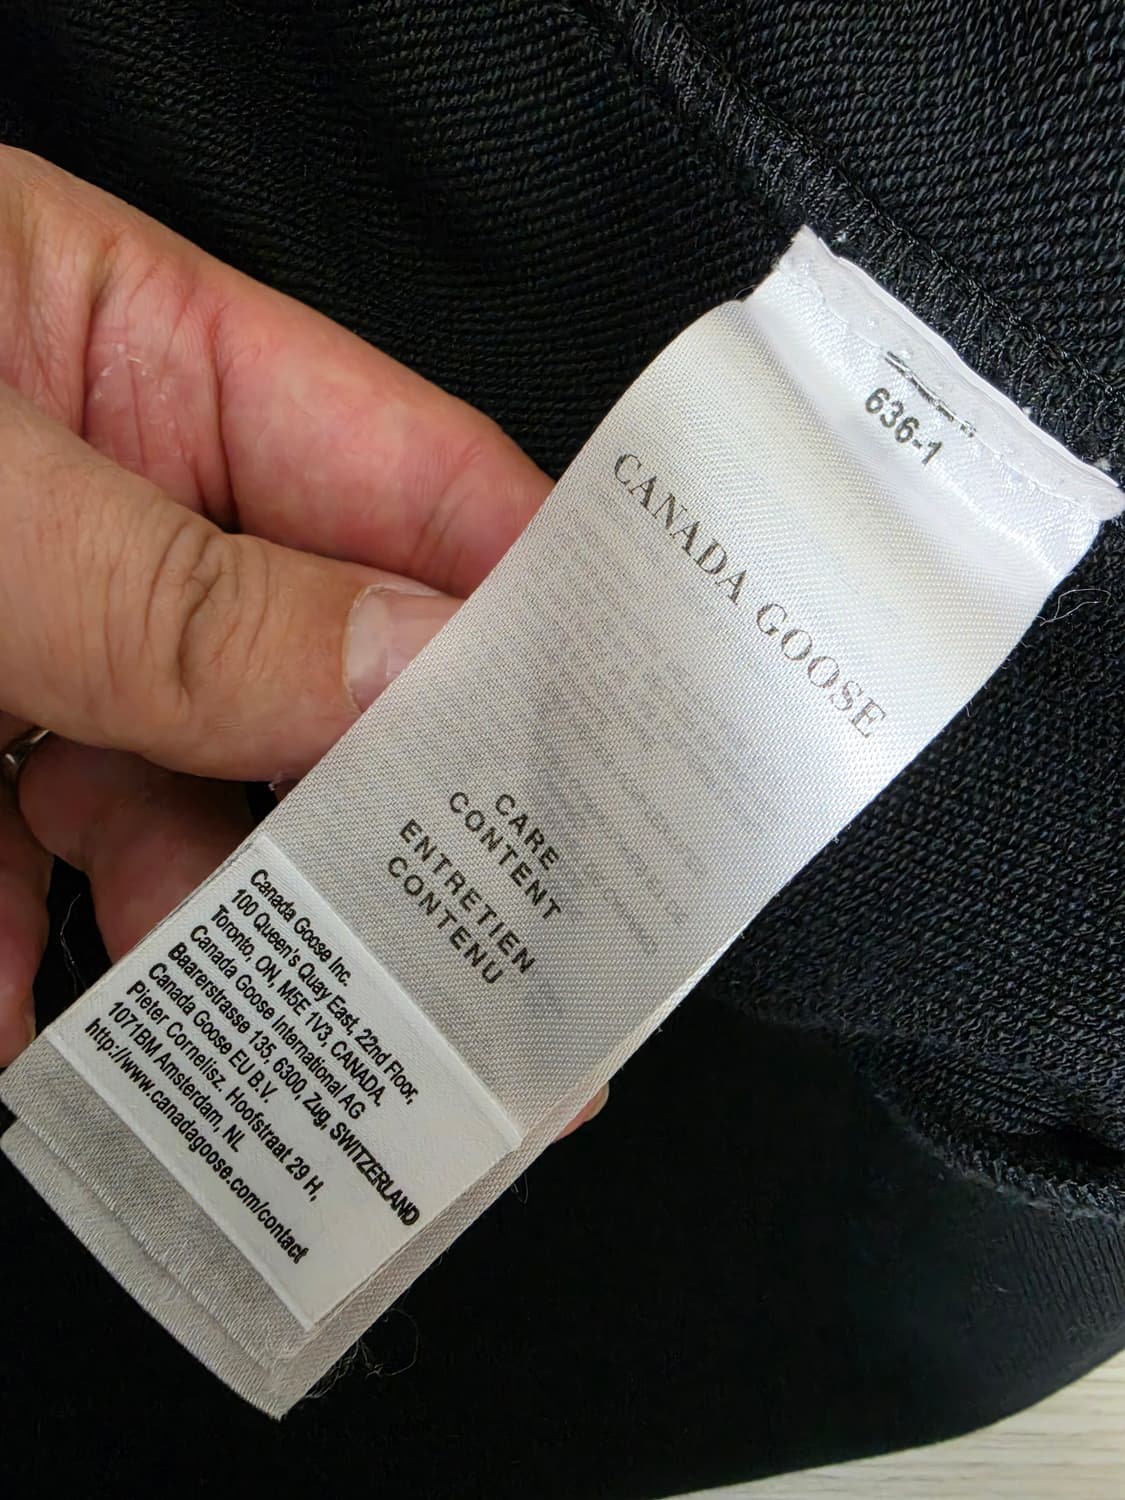 636-1
CANADA GOOSE
CARE
CONTENT
ENTRETIEN
CONTENU
Canada Goose Inc.
100 Queen's Quay East, 22nd Floor,
Toronto, ON, M5E 1V3, CANADA.
Canada Goose International AG
Baarerstrasse 135, 6300, Zug, SWITZERLAND
Canada Goose EU B.V.
Pieter Cornelisz. Hoofstraat 29 H,
1071BM Amsterdam, NL
http://www.canadagoose.com/contact